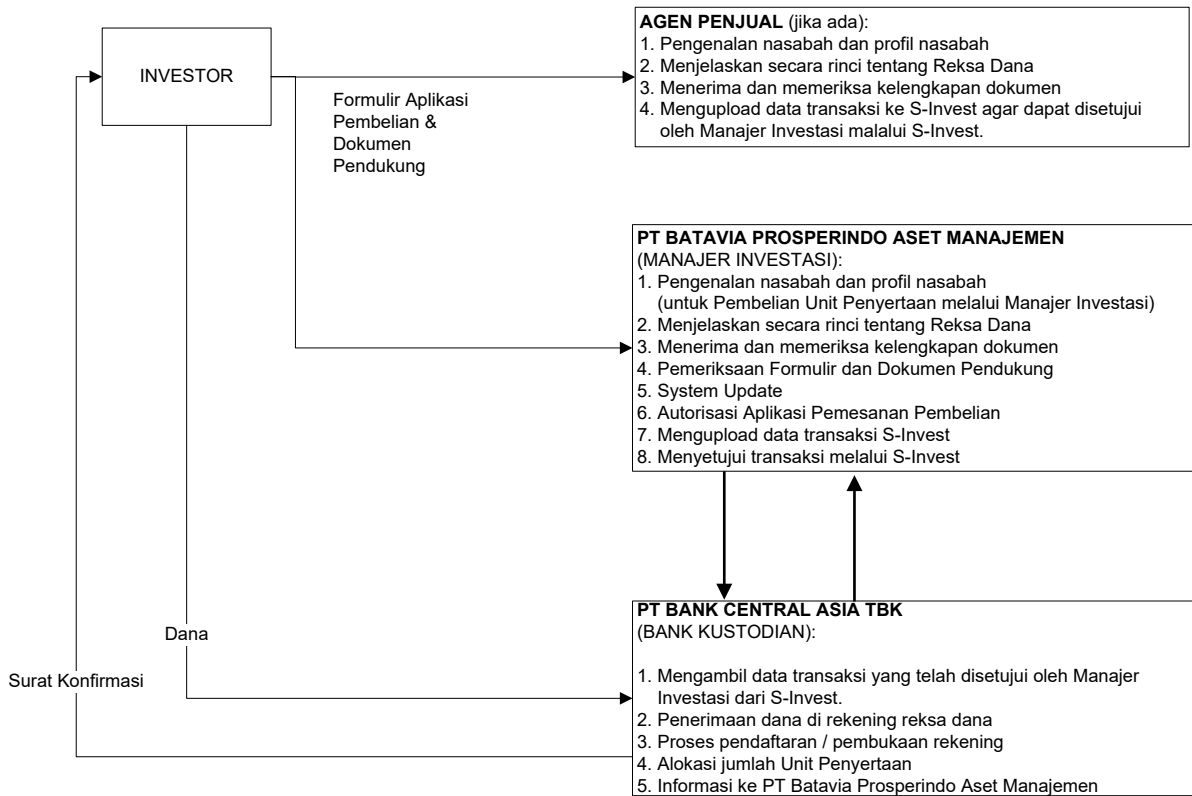 INVESTOR
Formulir Aplikasi
Pembelian &
Dokumen
Pendukung
AGEN PENJUAL (jika ada):
1. Pengenalan nasabah dan profil nasabah
2. Menjelaskan secara rinci tentang Reksa Dana
3. Menerima dan memeriksa kelengkapan dokumen
4. Mengupload data transaksi ke S-Invest agar dapat disetujui
oleh Manajer Investasi malalui S-Invest.
PT BATAVIA PROSPERINDO ASET MANAJEMEN
(MANAJER INVESTASI):
1. Pengenalan nasabah dan profil nasabah
(untuk Pembelian Unit Penyertaan melalui Manajer Investasi)
2. Menjelaskan secara rinci tentang Reksa Dana
3. Menerima dan memeriksa kelengkapan dokumen
4. Pemeriksaan Formulir dan Dokumen Pendukung
5. System Update
6. Autorisasi Aplikasi Pemesanan Pembelian
7. Mengupload data transaksi S-Invest
8. Menyetujui transaksi melalui S-Invest
Dana
Surat Konfirmasi
PT BANK CENTRAL ASIA TBK
(BANK KUSTODIAN):
1. Mengambil data transaksi yang telah disetujui oleh Manajer
Investasi dari S-Invest.
2. Penerimaan dana di rekening reksa dana
3. Proses pendaftaran / pembukaan rekening
4. Alokasi jumlah Unit Penyertaan
5. Informasi ke PT Batavia Prosperindo Aset Manajemen